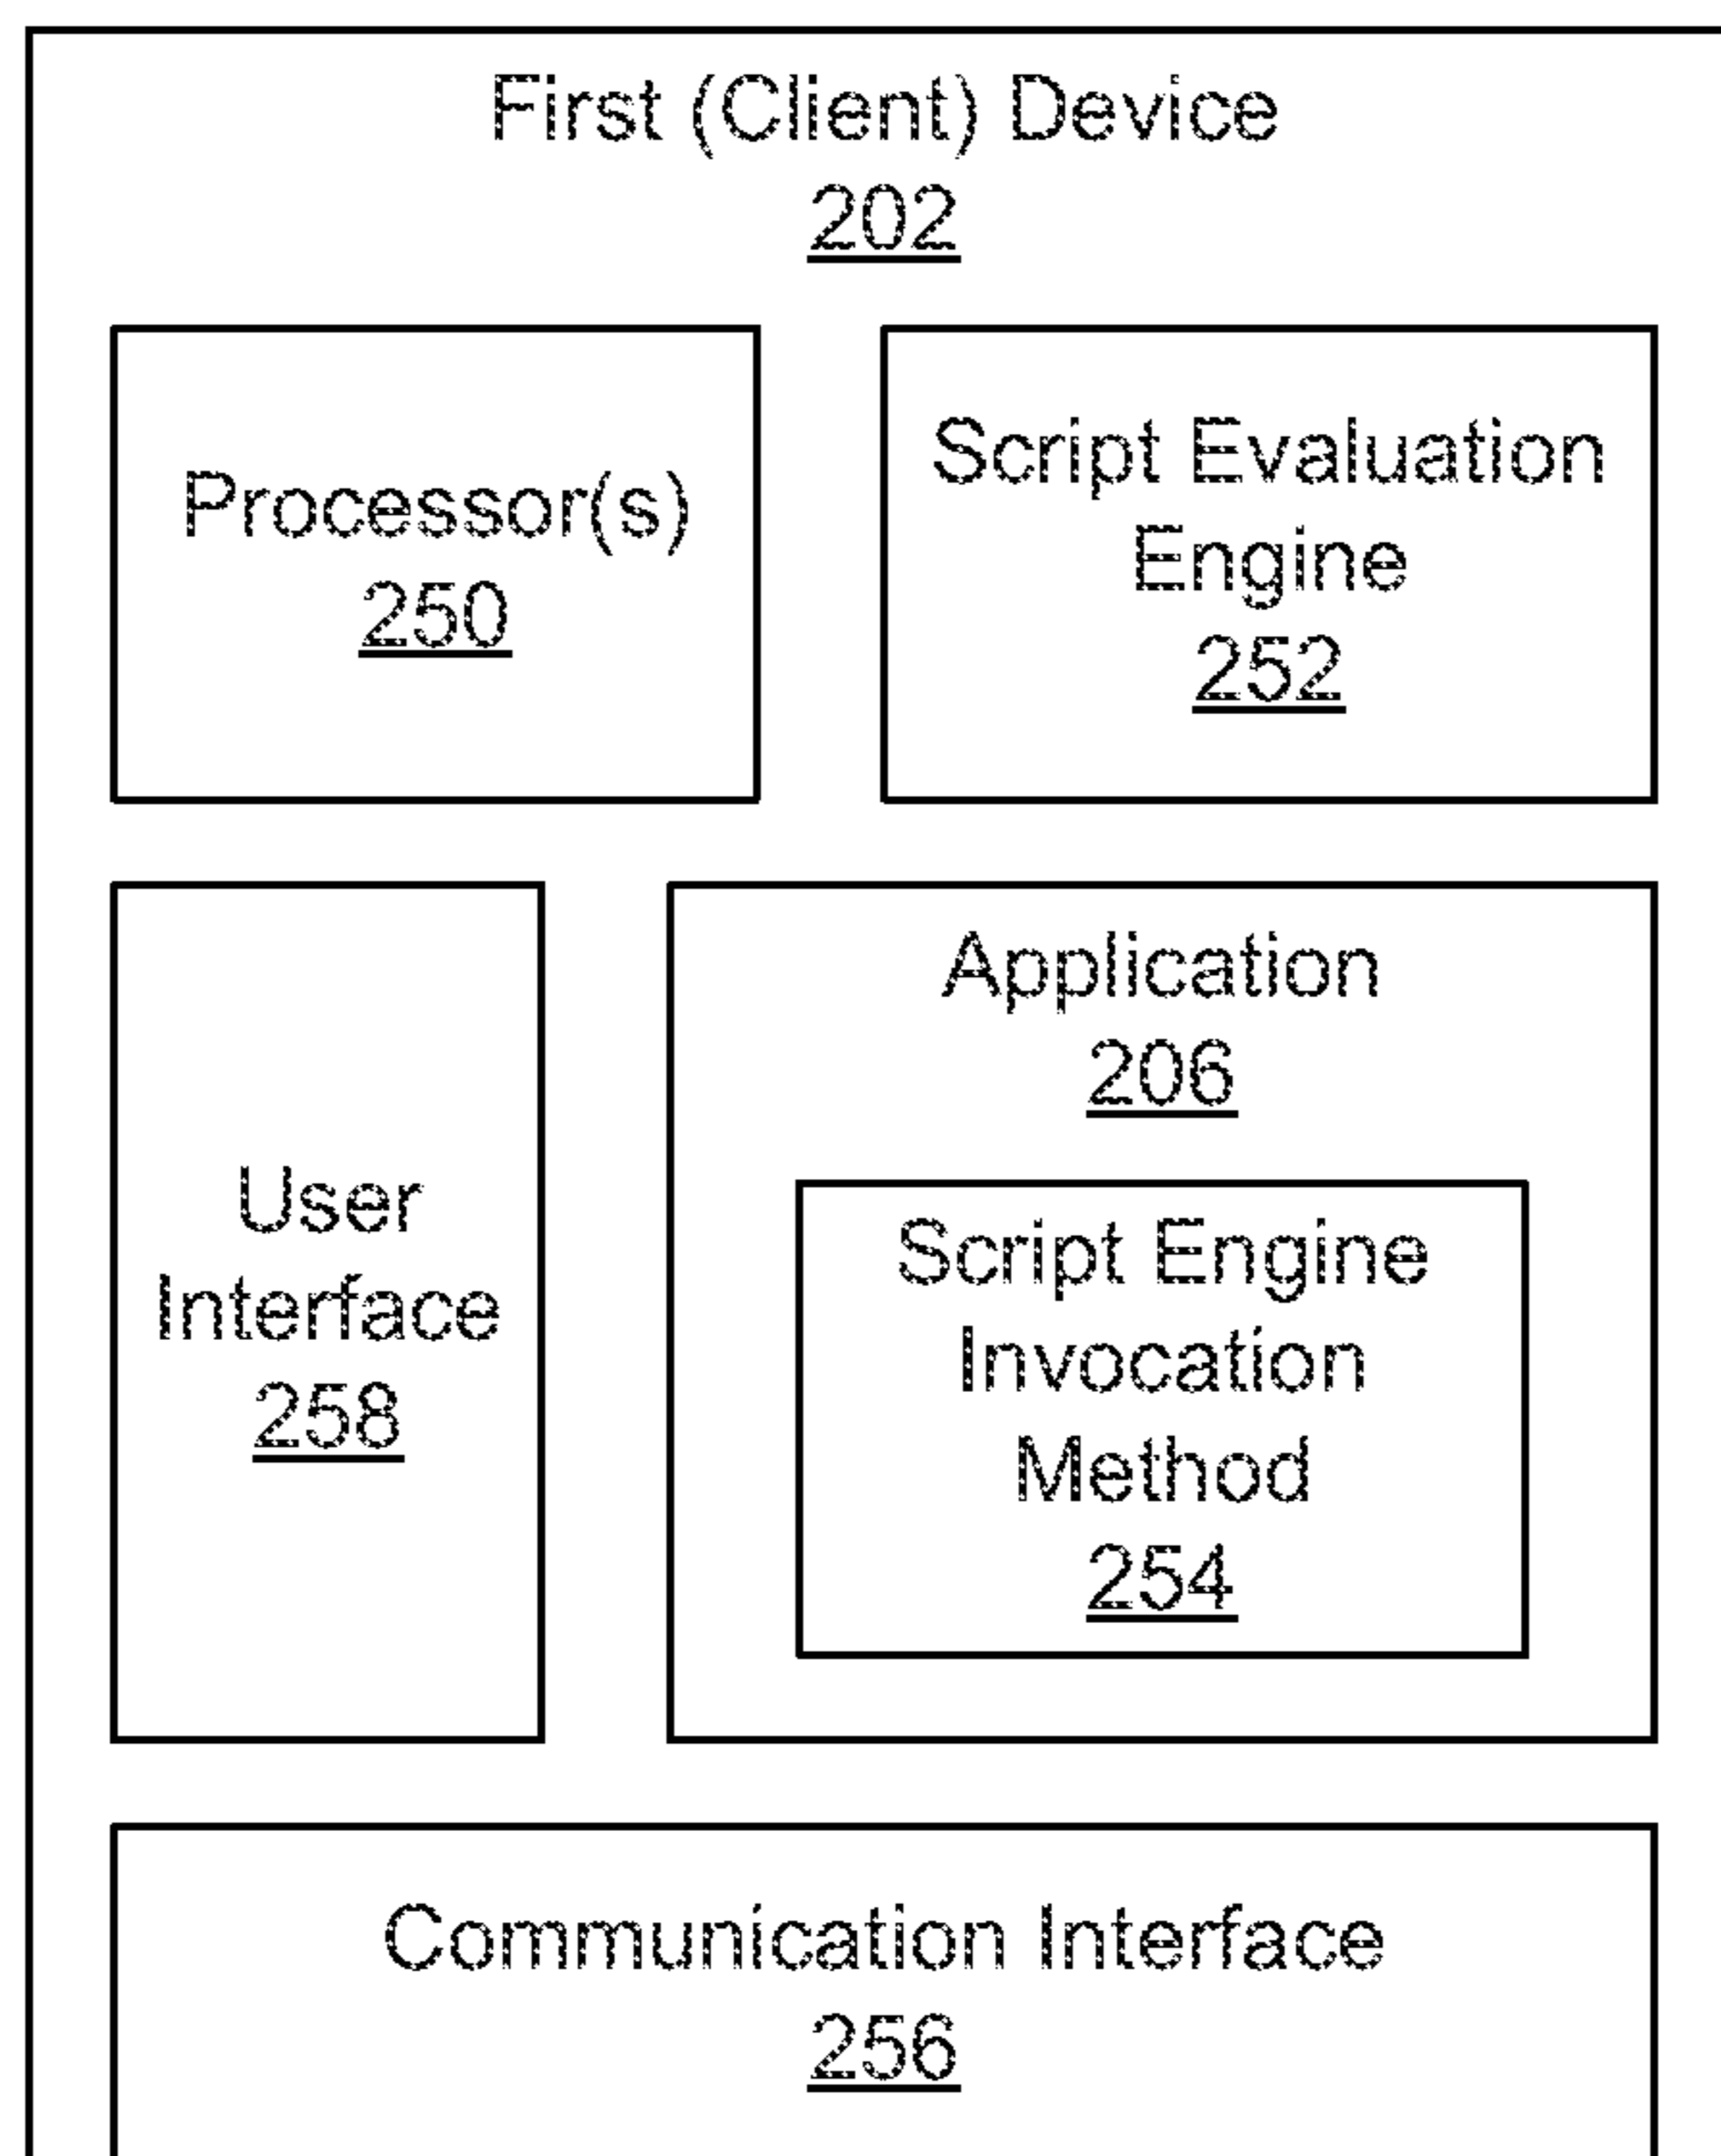 First (Client) Device
202
Processor(s)
250
Script Evaluation
Engine
252
User
Interface
258
Application
206
Script Engine
Invocation
Method
254
Communication Interface
256